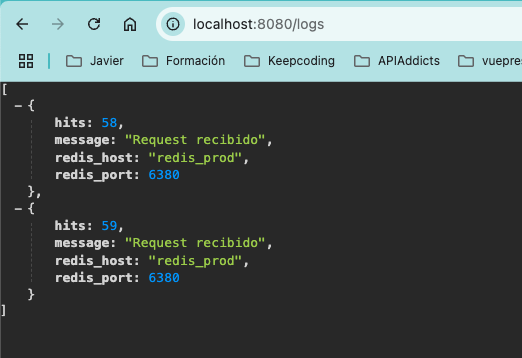 localhost:8080/logs
Javier Formación Keepcoding APIAddicts vuepres
[
– {
hits: 58,
message: "Request recibido",
redis_host: "redis_prod",
redis_port: 6380
},
– {
hits: 59,
message: "Request recibido",
redis_host: "redis_prod",
redis_port: 6380
}
]